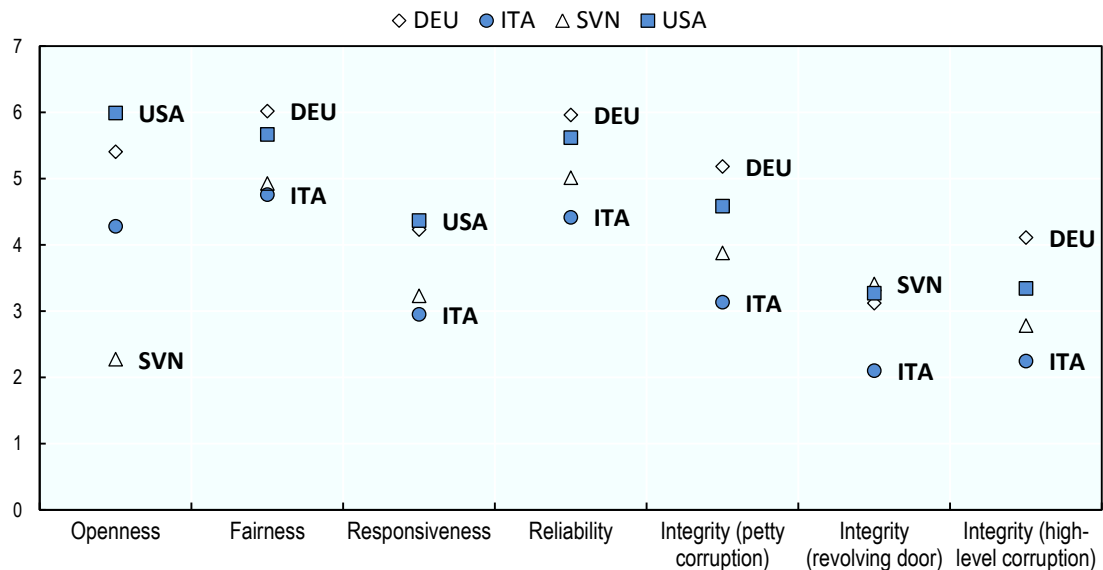 DEU ITA SVN USA
7
6
5
4
3
2
1
0
USA
SVN
DEU
ITA
USA
ITA
DEU
ITA
DEU
ITA
SVN
ITA
DEU
ITA
Openness
Fairness
Responsiveness
Reliability
Integrity (petty
corruption)
Integrity
(revolving door)
Integrity (high-
level corruption)